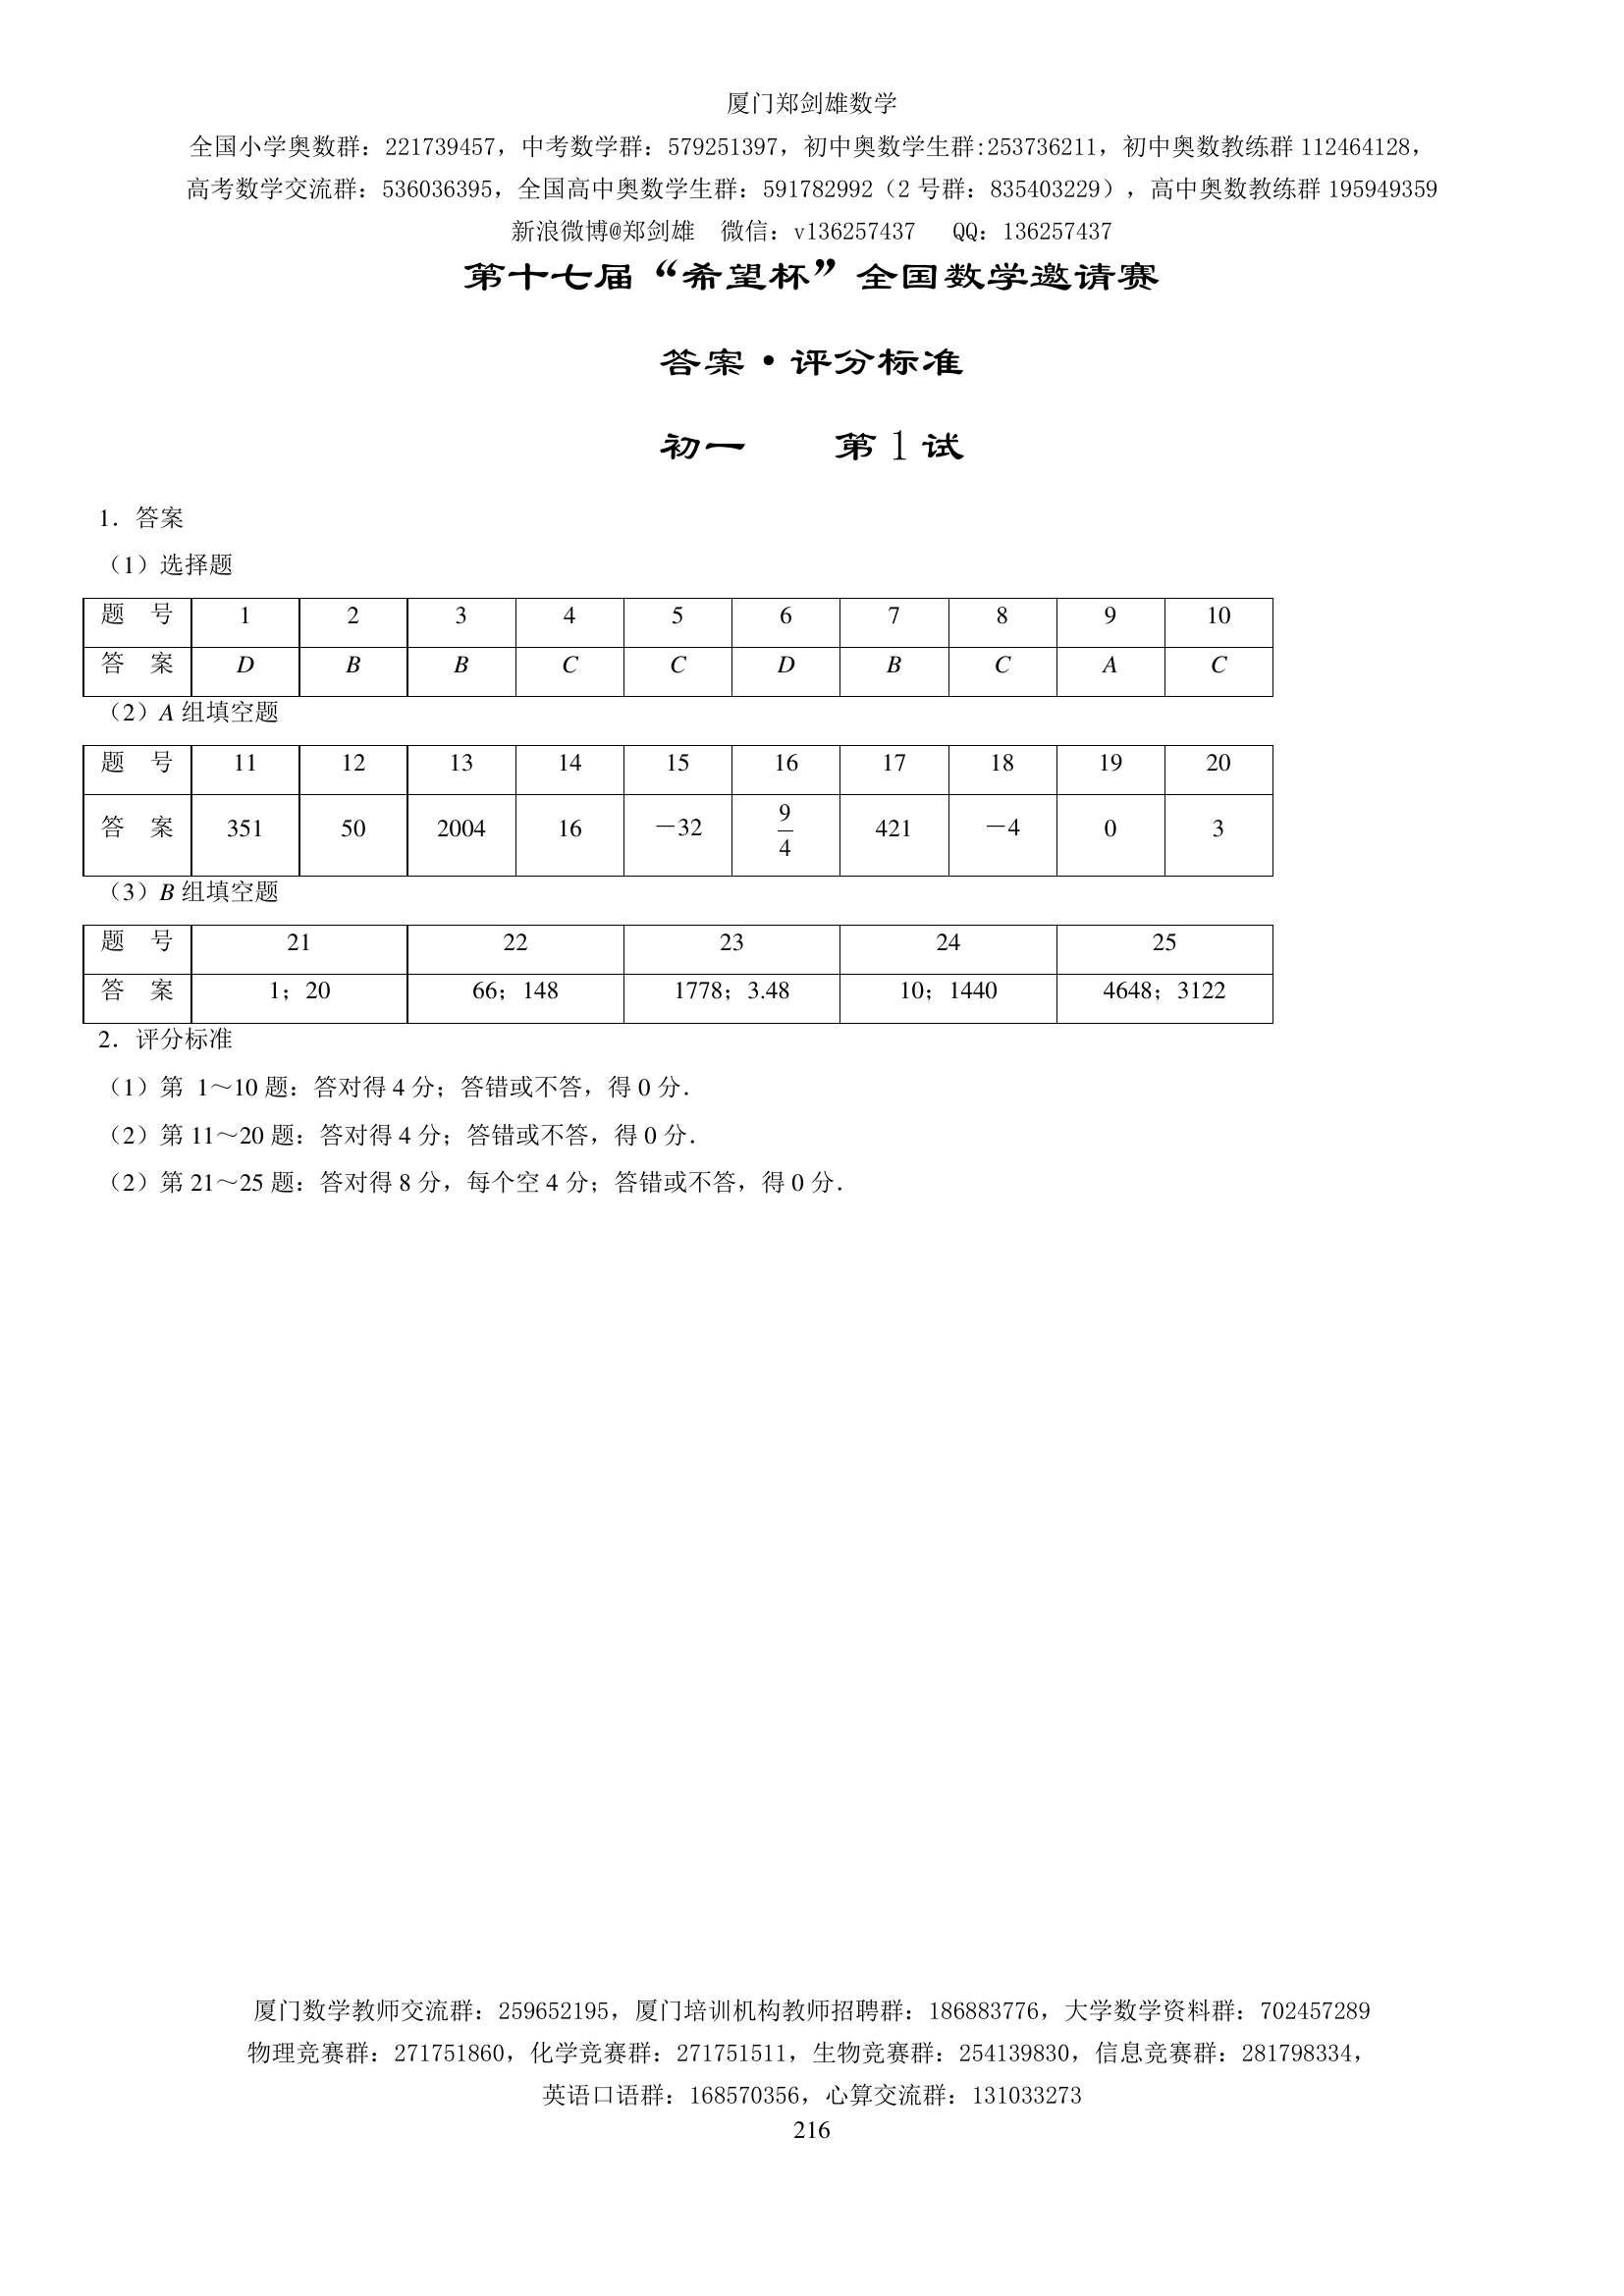 厦门郑剑雄数学
全国小学奥数群：221739457，中考数学群：579251397，初中奥数学生群:253736211，初中奥数教练群 112464128，
高考数学交流群：536036395，全国高中奥数学生群：591782992（2 号群：835403229），高中奥数教练群 195949359
新浪微博@郑剑雄 微信：v136257437 QQ：136257437
第十七届“希望杯”全国数学邀请赛
答案·评分标准
初一 第 1 试
1．答案
（1）选择题
题 号 1 2 3 4 5 6 7 8 9 10
答 案 D B B C C D B C A C
（2）A 组填空题
题 号 11 12 13 14 15 16 17 18 19 20
答 案 351 50 2004 16 －32 9/4 421 －4 0 3
（3）B 组填空题
题 号 21 22 23 24 25
答 案 1；20 66；148 1778；3.48 10；1440 4648；3122
2．评分标准
（1）第 1～10 题：答对得 4 分；答错或不答，得 0 分．
（2）第 11～20 题：答对得 4 分；答错或不答，得 0 分．
（2）第 21～25 题：答对得 8 分，每个空 4 分；答错或不答，得 0 分．
厦门数学教师交流群：259652195，厦门培训机构教师招聘群：186883776，大学数学资料群：702457289
物理竞赛群：271751860，化学竞赛群：271751511，生物竞赛群：254139830，信息竞赛群：281798334，
英语口语群：168570356，心算交流群：131033273
216